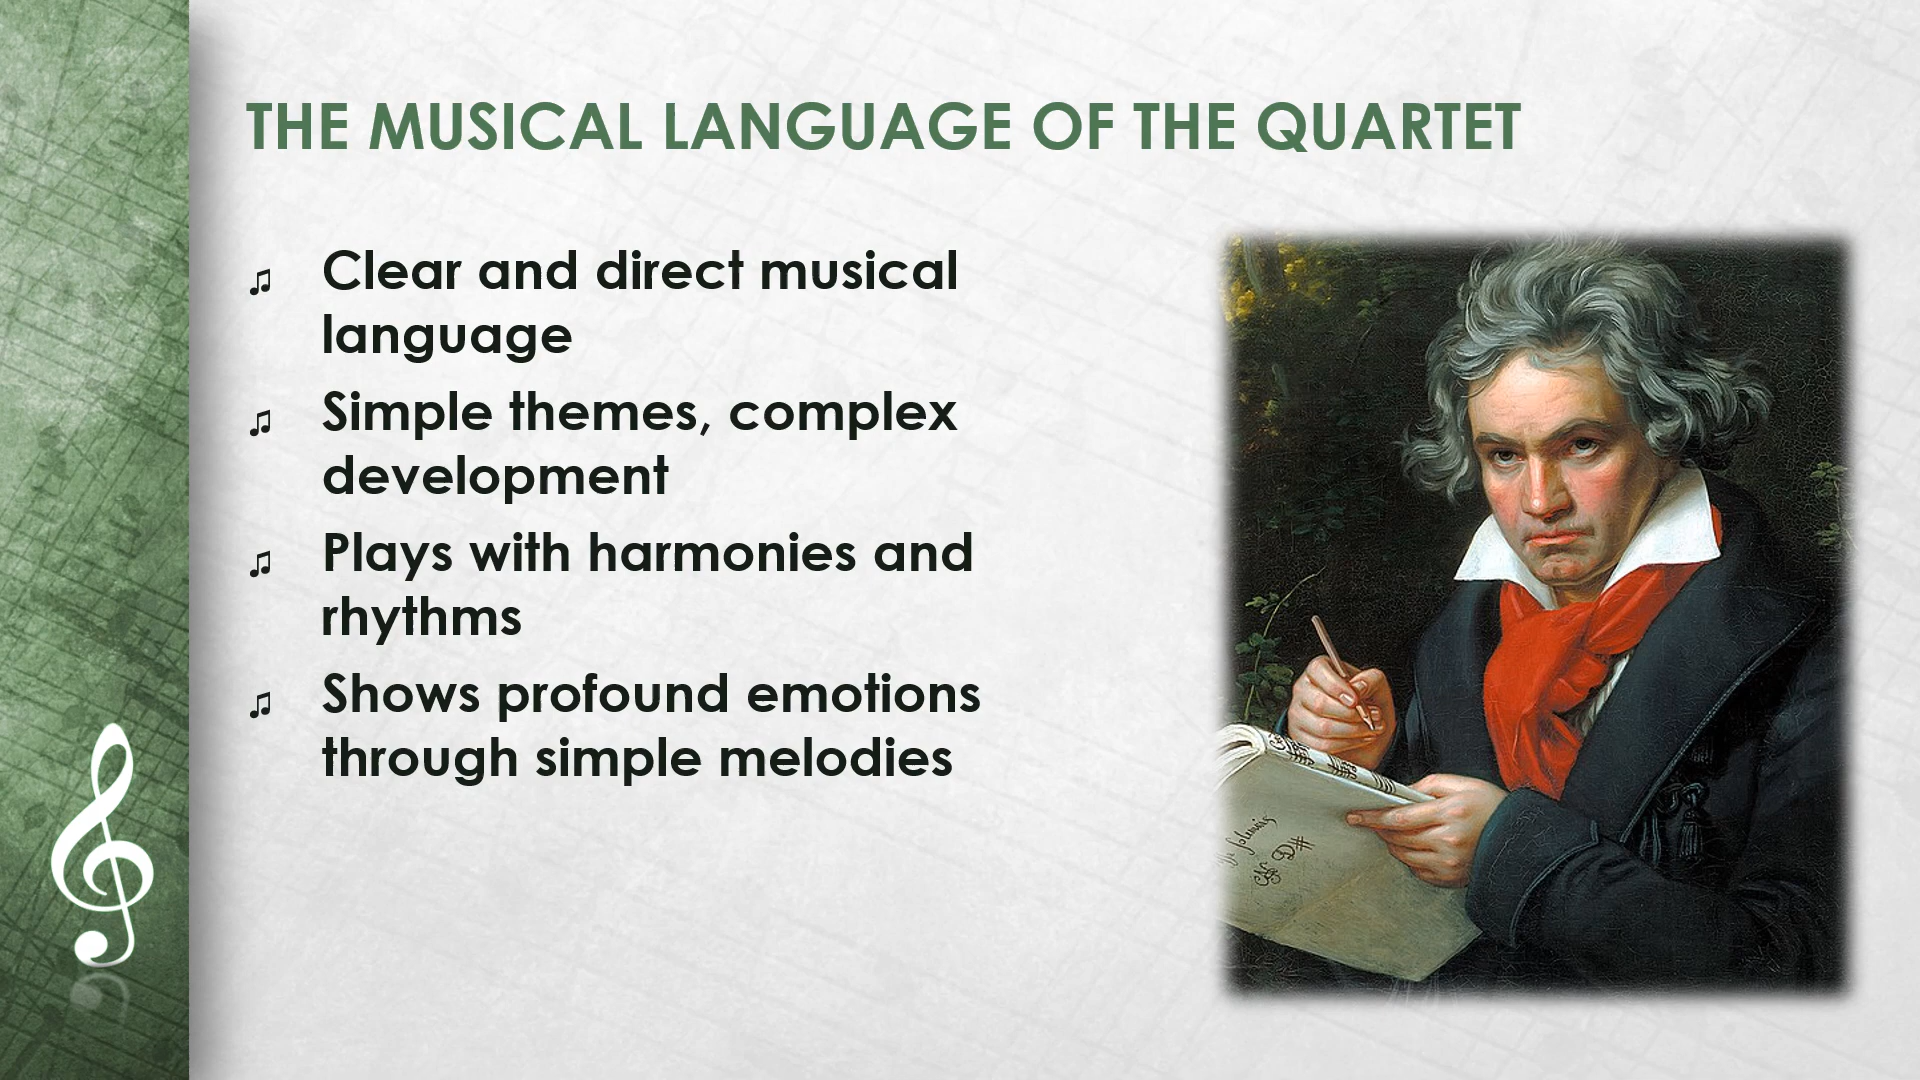 THE MUSICAL LANGUAGE OF THE QUARTET
♫ Clear and direct musical
language
♫ Simple themes, complex
development
♫ Plays with harmonies and
rhythms
♫ Shows profound emotions
through simple melodies
D#